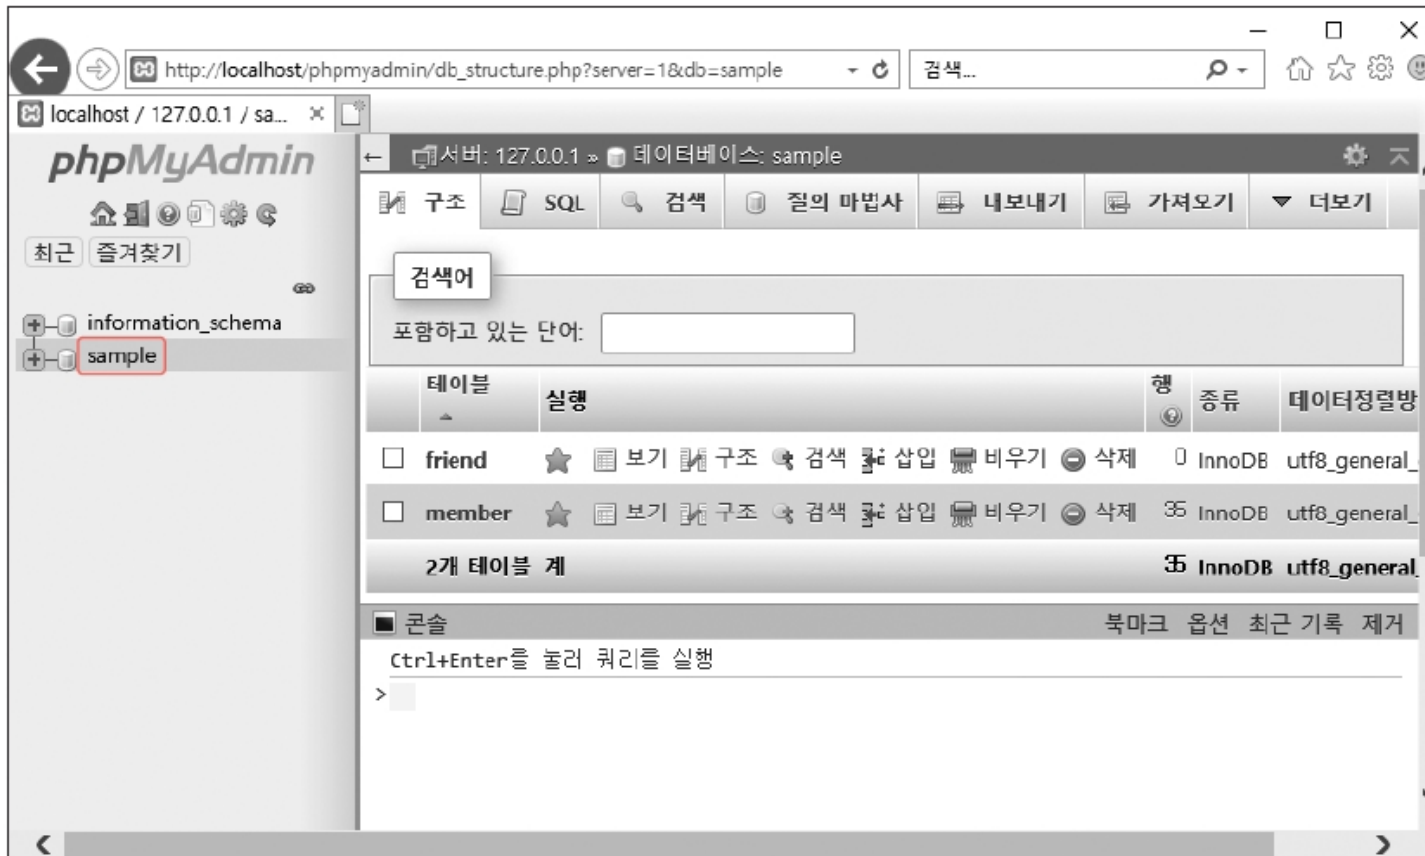 http://localhost/phpmyadmin/db_structure.php?server=1&db=sample 검색...
localhost / 127.0.0.1 / sa...
phpMyAdmin
최근 즐겨찾기
information_schema
sample
서버: 127.0.0.1 » 데이터베이스: sample
구조 SQL 검색 질의 마법사 내보내기 가져오기 더보기
검색어
포함하고 있는 단어:
테이블 실행 행 종류 데이터정렬방
friend 보기 구조 검색 삽입 비우기 삭제 0 InnoDB utf8_general_
member 보기 구조 검색 삽입 비우기 삭제 35 InnoDB utf8_general_
2개 테이블 계 35 InnoDB utf8_general_
콘솔 북마크 옵션 최근 기록 제거
Ctrl+Enter를 눌러 쿼리를 실행
>